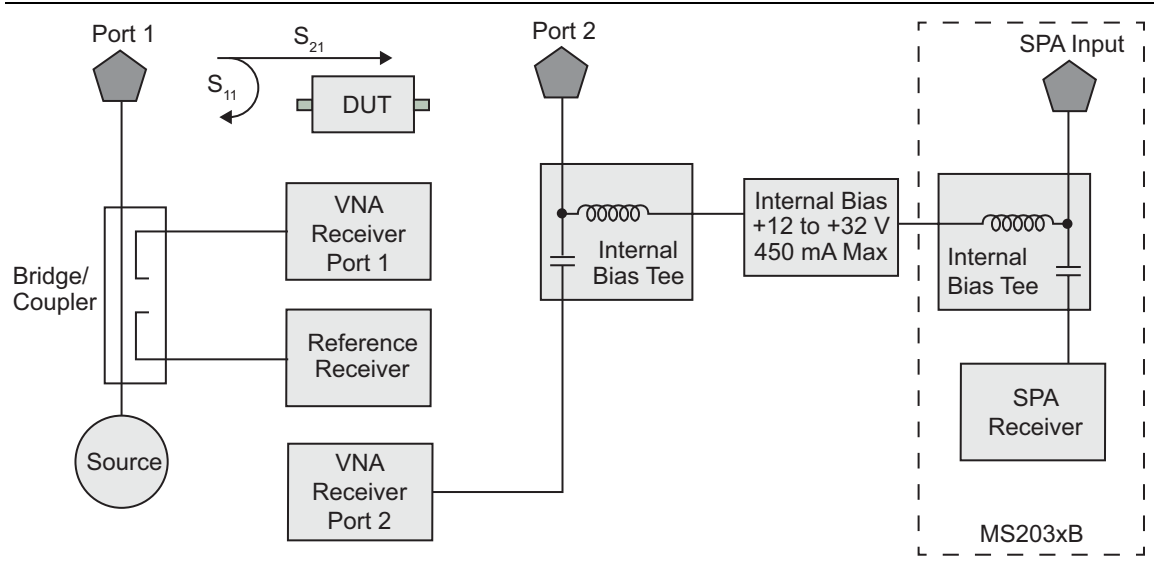 Port 1
S21
S11
DUT
Port 2
SPA Input
VNA
Receiver
Port 1
Bridge/
Coupler
Reference
Receiver
Source
VNA
Receiver
Port 2
Internal
Bias Tee
Internal Bias
+12 to +32 V
450 mA Max
Internal
Bias Tee
SPA
Receiver
MS203xB